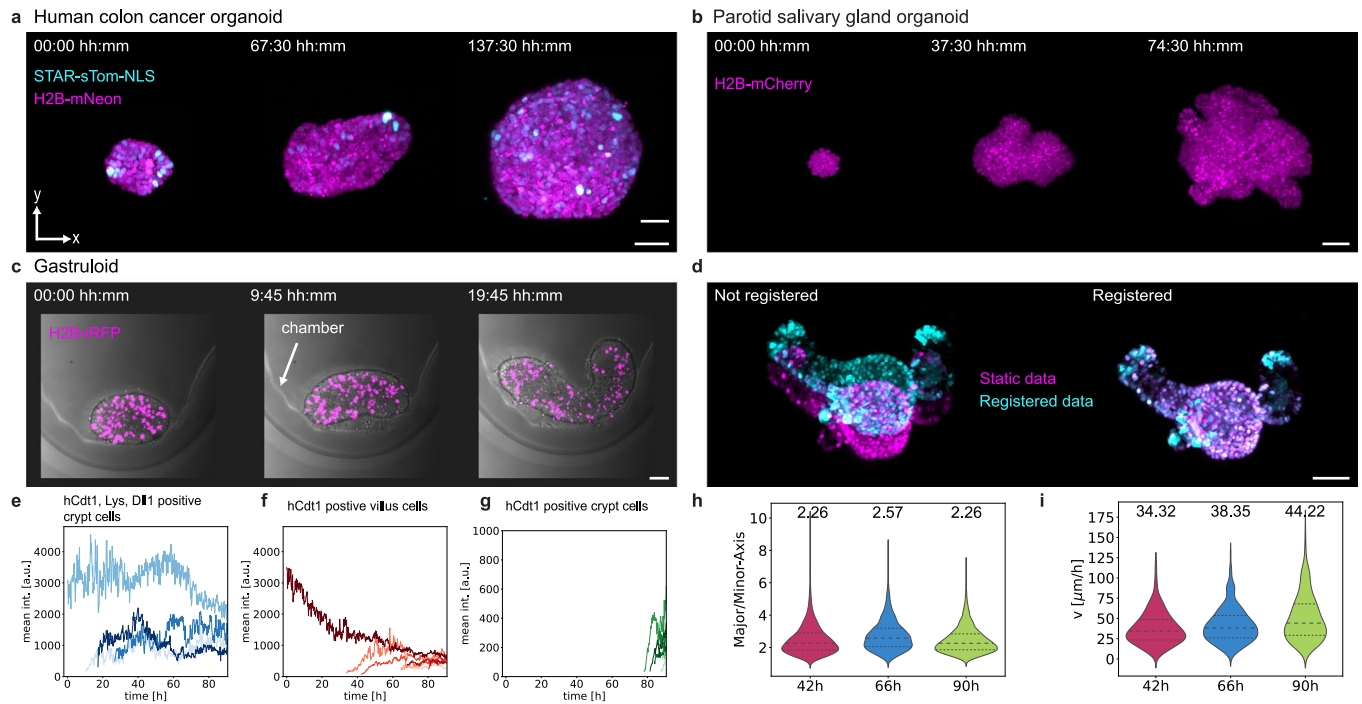 a Human colon cancer organoid
00:00 hh:mm 67:30 hh:mm 137:30 hh:mm
STAR-sTom-NLS
H2B-mNeon
y
x
b Parotid salivary gland organoid
00:00 hh:mm 37:30 hh:mm 74:30 hh:mm
H2B-mCherry
c Gastruloid
00:00 hh:mm 9:45 hh:mm 19:45 hh:mm
H2B-iRFP
chamber
d
Not registered Registered
Static data
Registered data
e hCdt1, Lys, Dll1 positive
crypt cells
mean int. [a.u.]
4000
3000
2000
1000
0
0 20 40 60 80
time [h]
f hCdt1 postive villus cells
mean int. [a.u.]
4000
3000
2000
1000
0
0 20 40 60 80
time [h]
g hCdt1 positive crypt cells
mean int. [a.u.]
1000
800
600
400
200
0
0 20 40 60 80
time [h]
h
2.26 2.57 2.26
Major/Minor-Axis
10
8
6
4
2
42h 66h 90h
i
34.32 38.35 44.22
v [µm/h]
175
150
125
100
75
50
25
0
42h 66h 90h